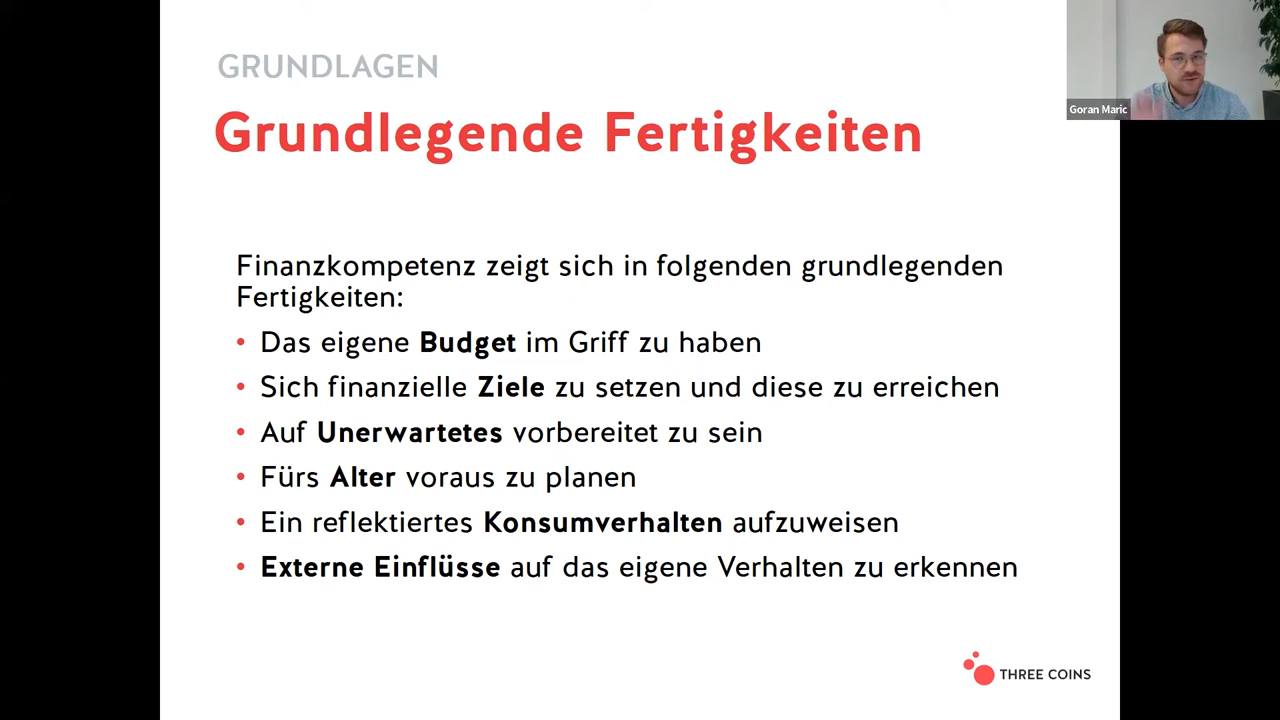 GRUNDLAGEN
Grundlegende Fertigkeiten
Goran Maric
Finanzkompetenz zeigt sich in folgenden grundlegenden
Fertigkeiten:
• Das eigene Budget im Griff zu haben
• Sich finanzielle Ziele zu setzen und diese zu erreichen
• Auf Unerwartetes vorbereitet zu sein
• Fürs Alter voraus zu planen
• Ein reflektiertes Konsumverhalten aufzuweisen
• Externe Einflüsse auf das eigene Verhalten zu erkennen
THREE COINS